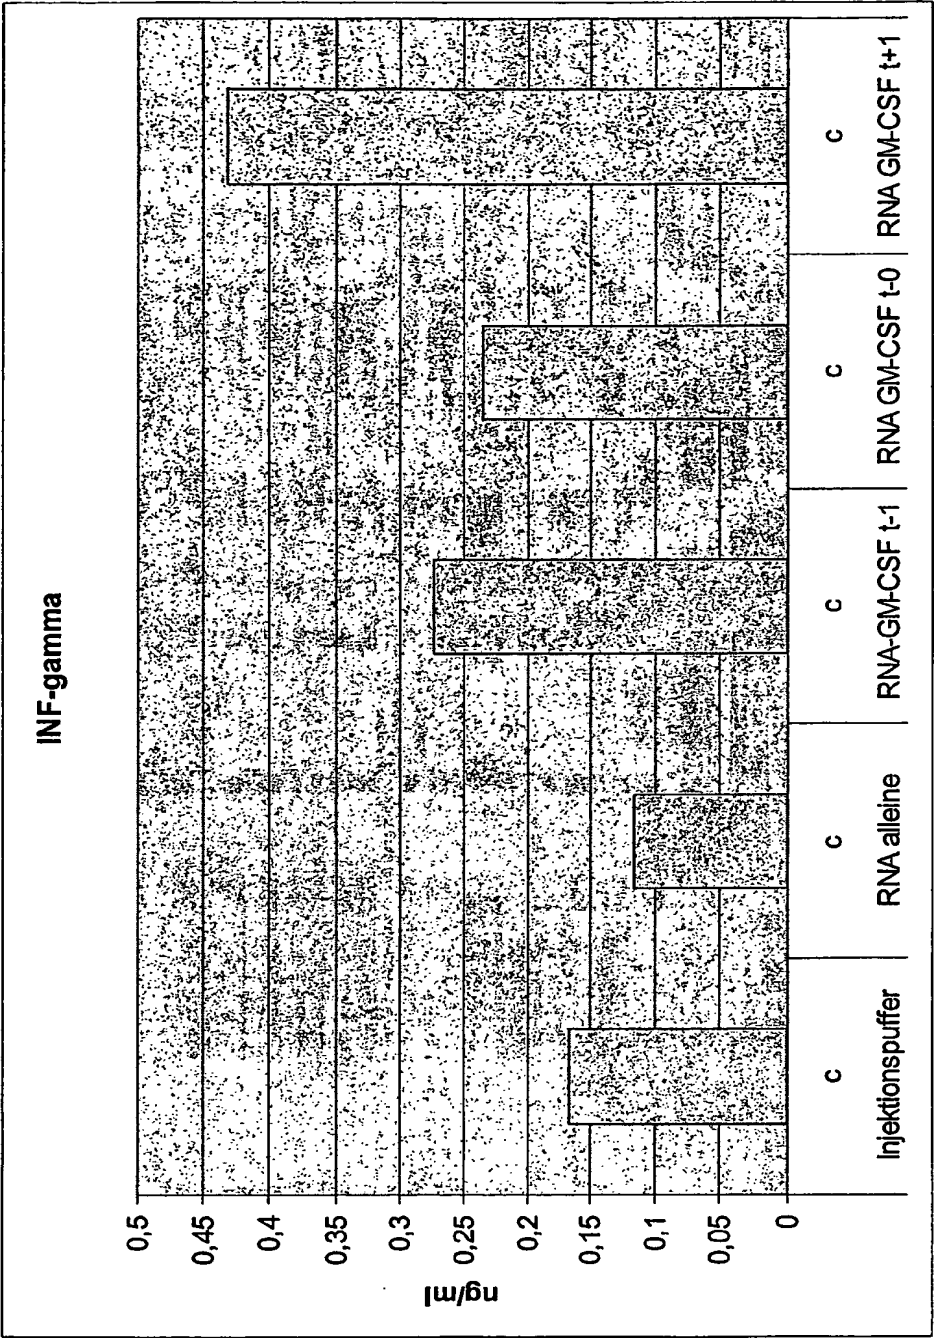 INF-gamma
ng/ml
0,5
0,45
0,4
0,35
0,3
0,25
0,2
0,15
0,1
0,05
0
c c c c c
Injektionspuffer RNA alleine RNA-GM-CSF t-1 RNA GM-CSF t-0 RNA GM-CSF t+1